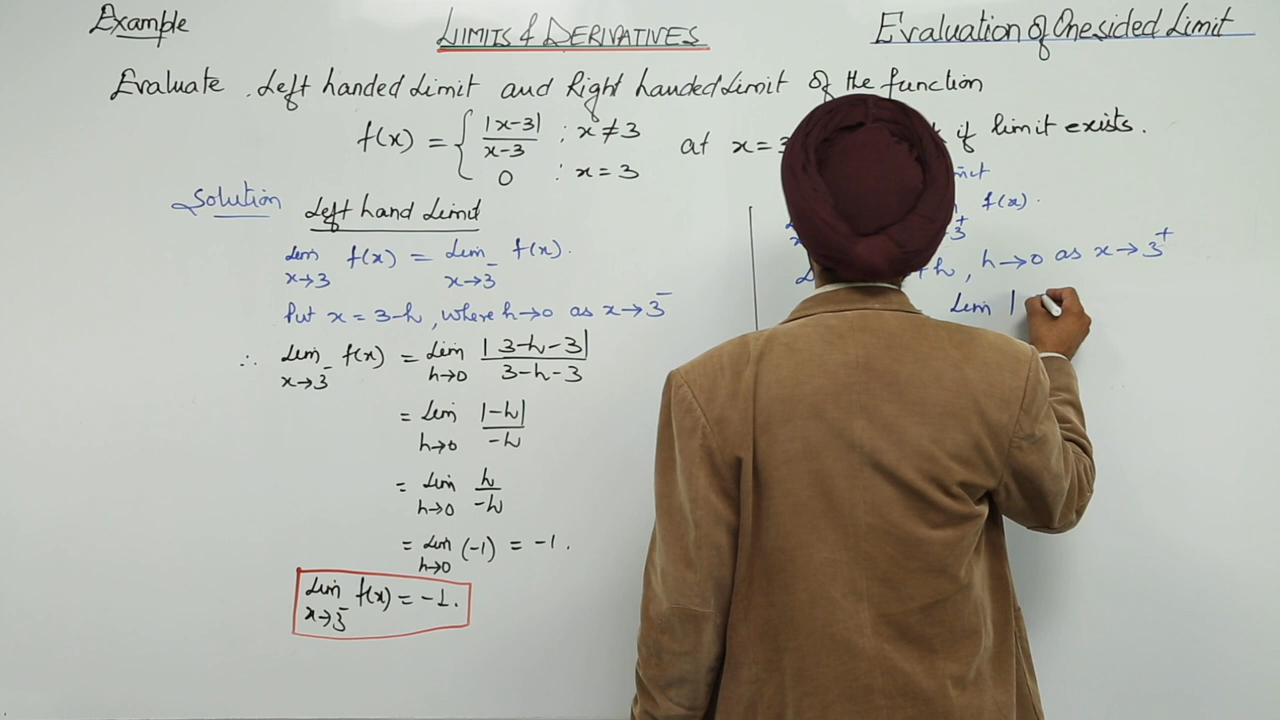 Example
LIMITS & DERIVATIVES
Evaluation of One sided Limit
Evaluate Left handed Limit and Right handed Limit of the function
f(x) = { |x-3| / x-3 : x ≠ 3
0 : x = 3
at x = 3
if limit exists.
Solution
Left hand Limit
Lim x→3 f(x) = Lim x→3⁻ f(x).
Put x = 3-h, where h→0 as x→3⁻
∴ Lim x→3⁻ f(x) = Lim h→0 |3-h-3| / 3-h-3
= Lim h→0 |-h| / -h
= Lim h→0 h / -h
= Lim h→0 (-1) = -1.
Lim x→3⁻ f(x) = -1.
f(x).
3⁺
+h, h→0 as x→3⁺
Lim |